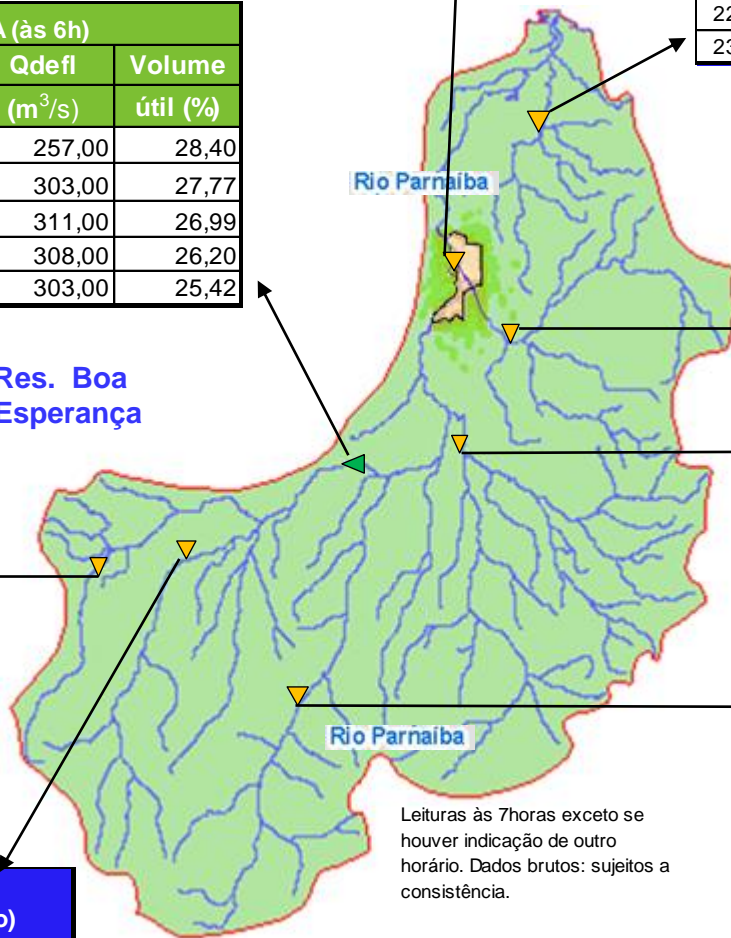 A (às 6h)
Qdefl Volume
(m³/s) útil (%)
257,00 28,40
303,00 27,77
311,00 26,99
308,00 26,20
303,00 25,42
22
23
Rio Parnaíba
Res. Boa
Esperança
Rio Parnaíba
Leituras às 7horas exceto se
houver indicação de outro
horário. Dados brutos: sujeitos a
consistência.
o)